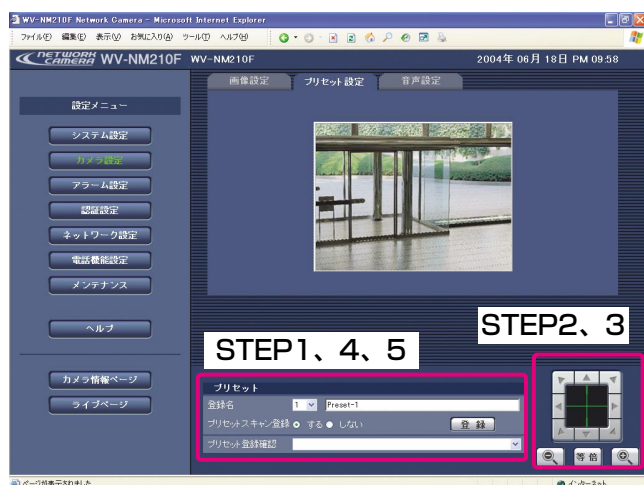 WV-NM210F Network Camera - Microsoft Internet Explorer
ファイル(F) 編集(E) 表示(V) お気に入り(A) ツール(T) ヘルプ(H)
NETWORK CAMERA WV-NM210F WV-NM210F 2004年 06月 18日 PM 09:58
画像設定 プリセット設定 音声設定
設定メニュー
システム設定
カメラ設定
アラーム設定
認証設定
ネットワーク設定
電話機能設定
メンテナンス
ヘルプ
カメラ情報ページ
ライブページ
STEP1、4、5
STEP2、3
プリセット
登録名 1 Preset-1
プリセットスキャン登録 する しない 登 録
プリセット登録確認
等倍
ページが表示されました
インターネット